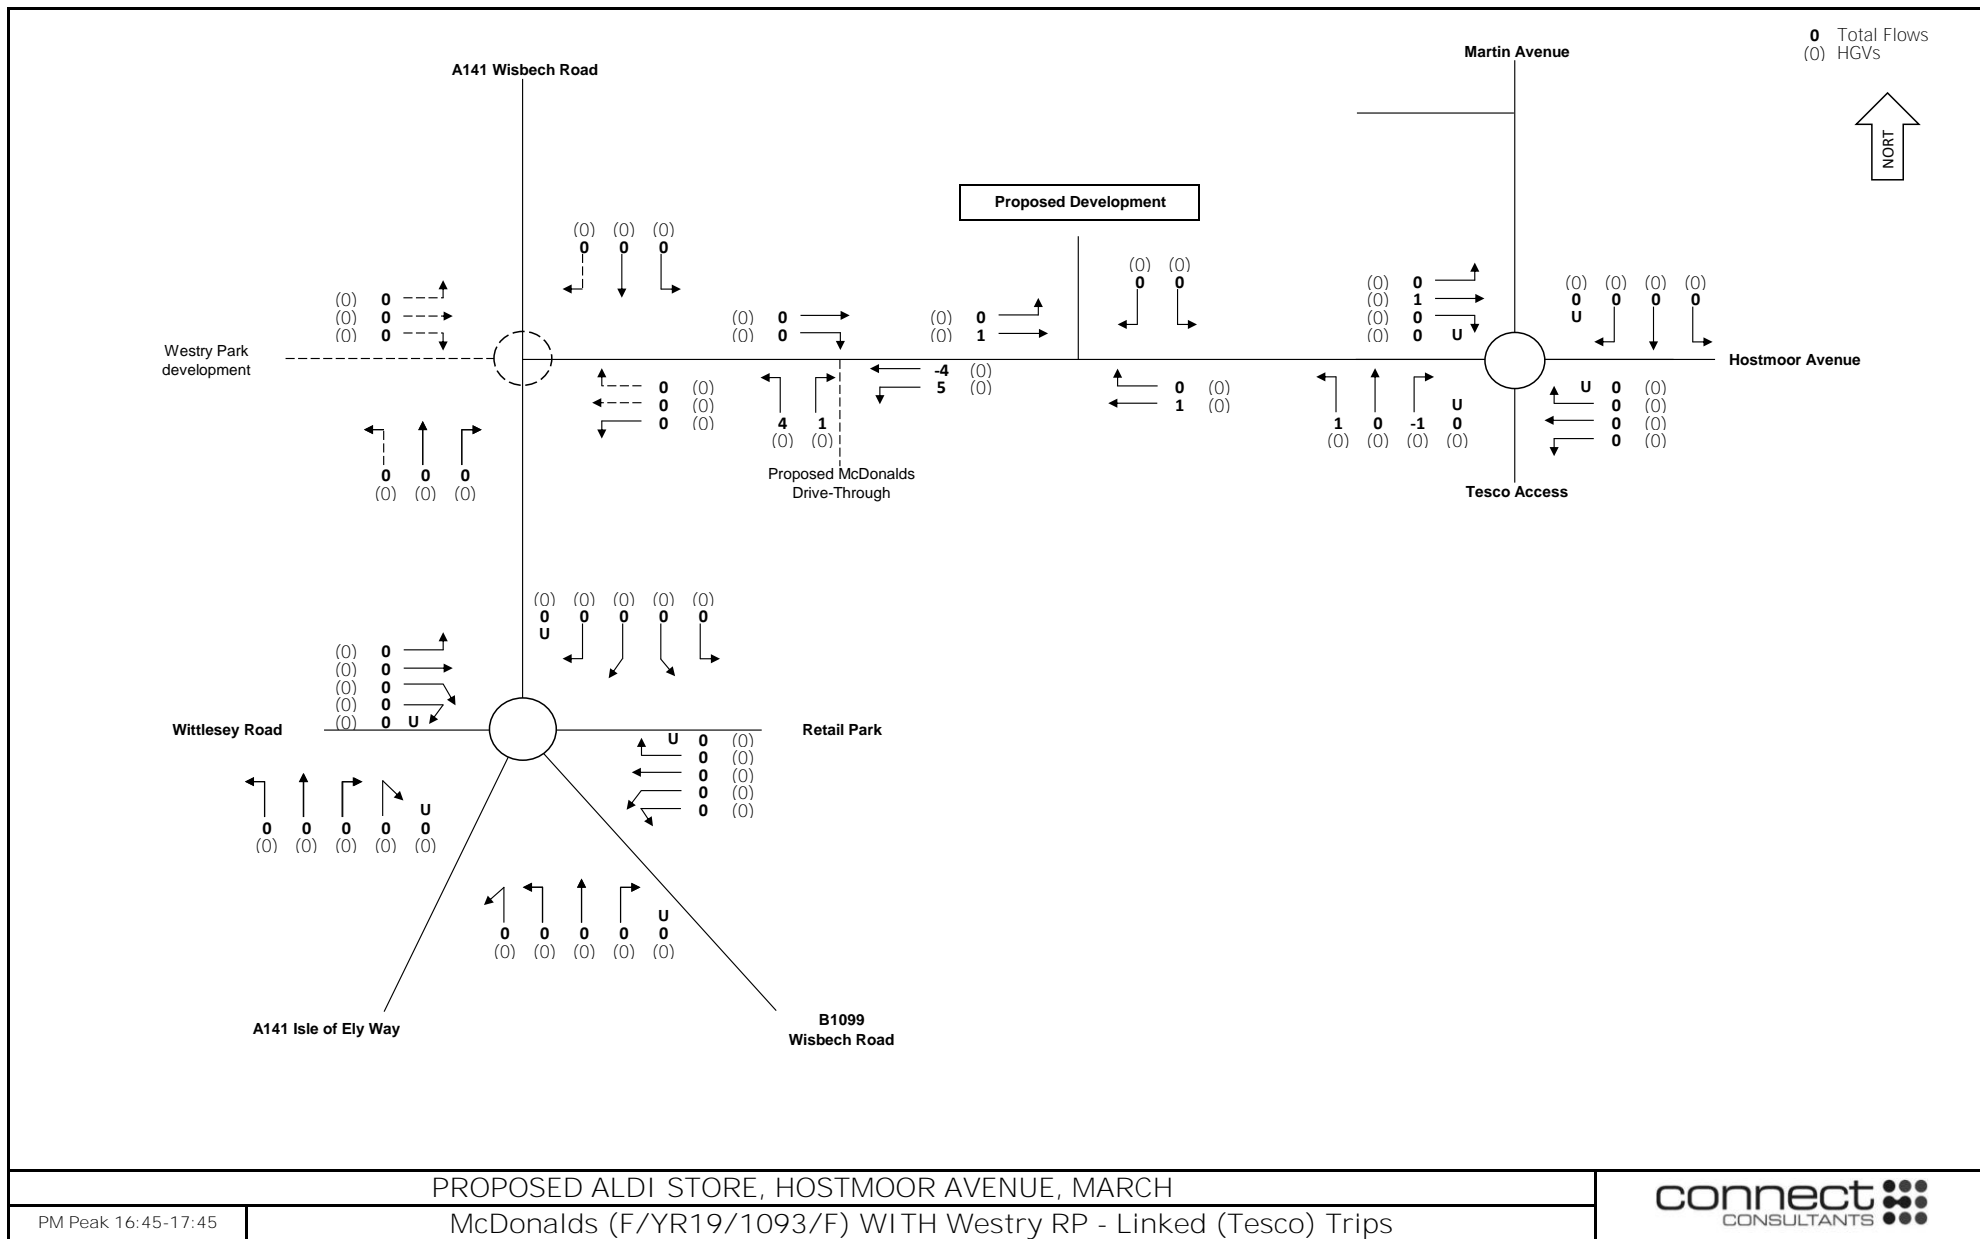 0 Total Flows
(0) HGVs
NORT
Martin Avenue
A141 Wisbech Road
Proposed Development
(0) (0) (0)
0 0 0
(0) 0
(0) 0
(0) 0
Westry Park
development
(0) 0
(0) 0
(0) 0
(0) 1
(0) (0)
0 0
(0) 0
(0) 1
(0) 0
(0) 0 U
(0) (0) (0) (0)
0 0 0 0
U
Hostmoor Avenue
0 (0)
0 (0)
0 (0)
-4 (0)
5 (0)
0 (0)
1 (0)
4 1
(0) (0)
U
1 0 -1 0
(0) (0) (0) (0)
U 0 (0)
0 (0)
0 (0)
0 (0)
0 0 0
(0) (0) (0)
Proposed McDonalds
Drive-Through
Tesco Access
(0) (0) (0) (0) (0)
0 0 0 0 0
U
(0) 0
(0) 0
(0) 0
(0) 0
(0) 0 U
Wittlesey Road
Retail Park
U 0 (0)
0 (0)
0 (0)
0 (0)
0 (0)
U
0 0 0 0 0
(0) (0) (0) (0) (0)
U
0 0 0 0 0
(0) (0) (0) (0) (0)
A141 Isle of Ely Way
B1099
Wisbech Road
PROPOSED ALDI STORE, HOSTMOOR AVENUE, MARCH
PM Peak 16:45-17:45
McDonalds (F/YR19/1093/F) WITH Westry RP - Linked (Tesco) Trips
connect
CONSULTANTS